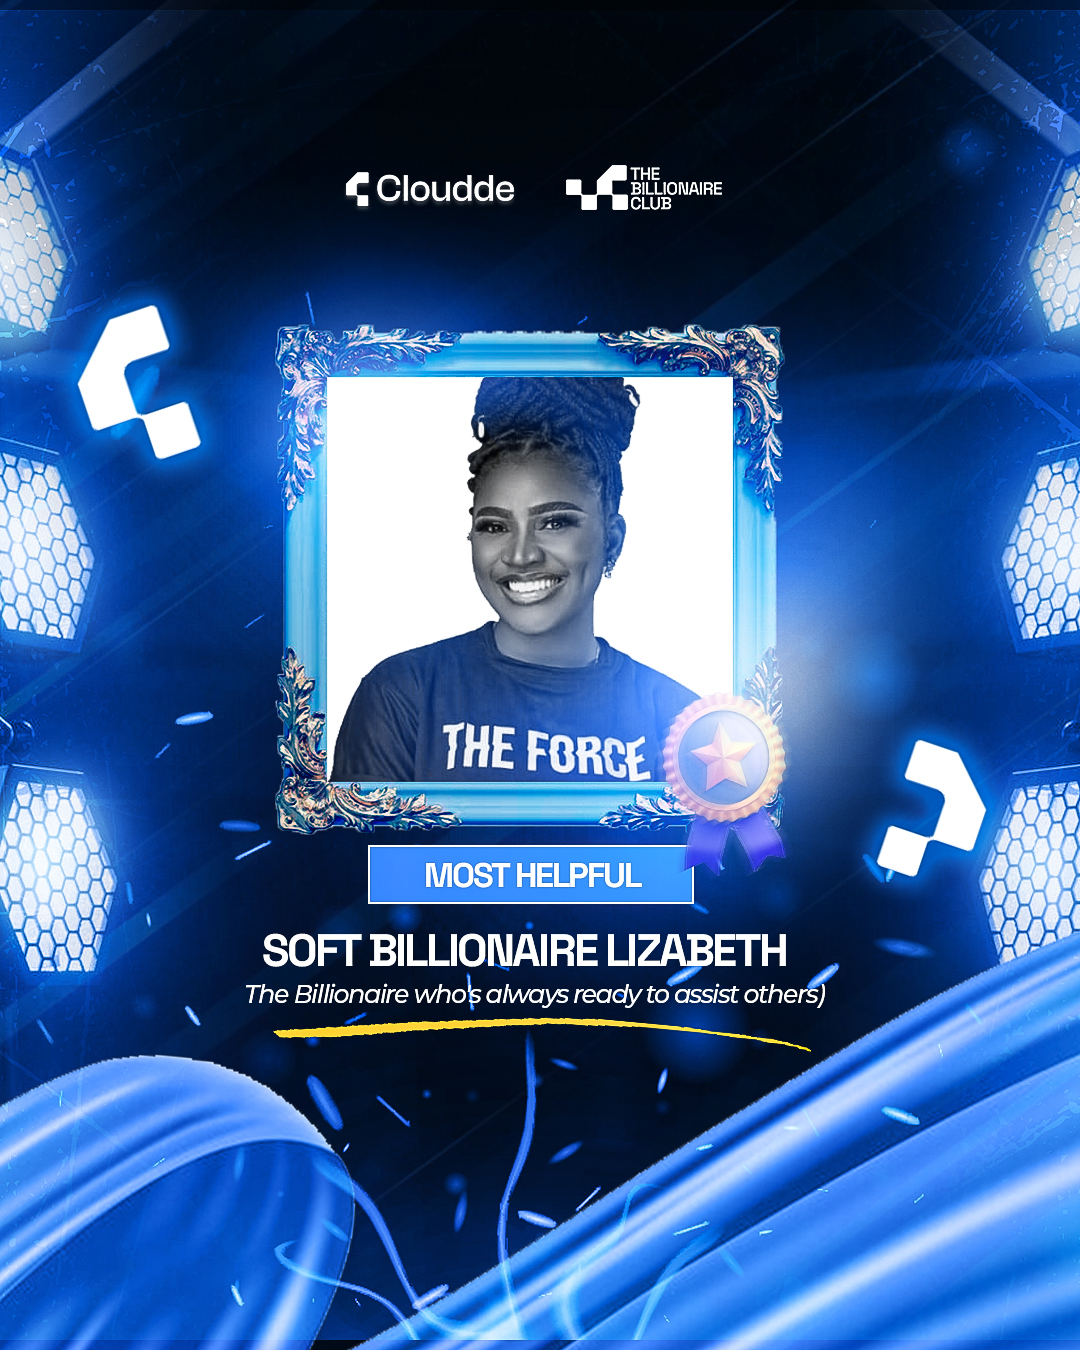 Cloudde
THE
BILLIONAIRE
CLUB
THE FORCE
MOST HELPFUL
SOFT BILLIONAIRE LIZABETH
The Billionaire who's always ready to assist others)